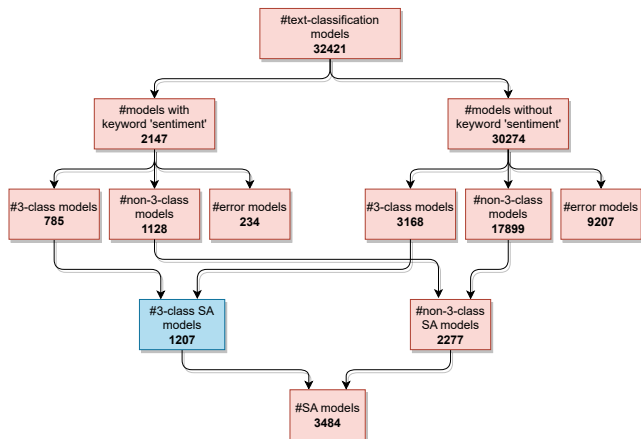 #text-classification
models
32421
#models with
keyword 'sentiment'
2147
#models without
keyword 'sentiment'
30274
#3-class models
785
#non-3-class
models
1128
#error models
234
#3-class models
3168
#non-3-class
models
17899
#error models
9207
#3-class SA
models
1207
#non-3-class
SA models
2277
#SA models
3484